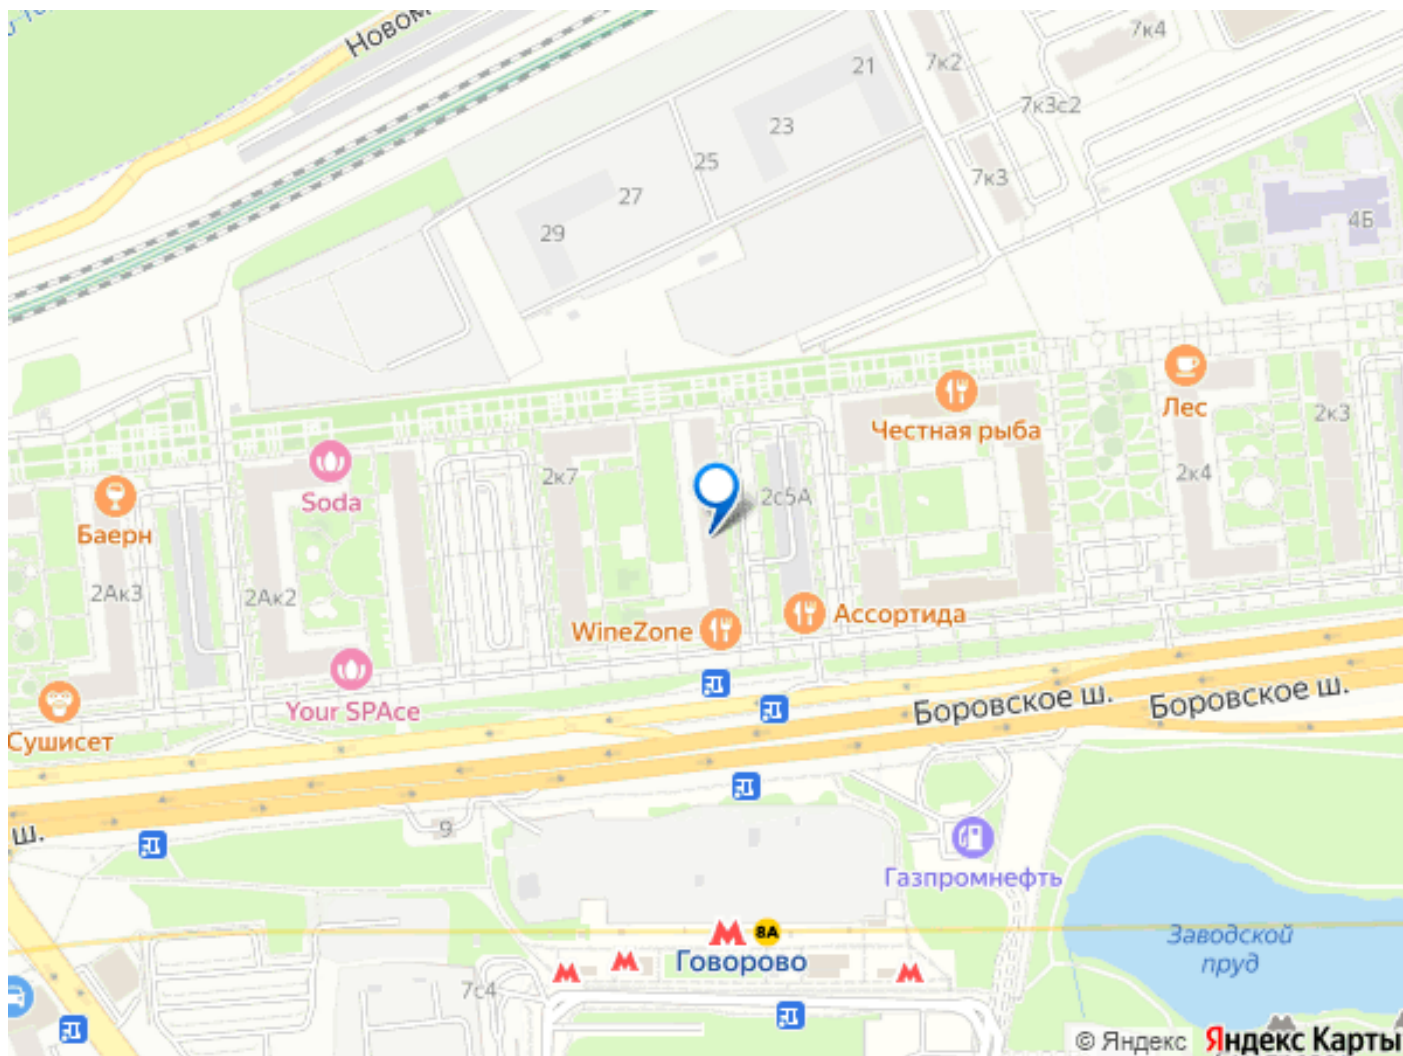 Новом
7к4
21
7к2
7к3с2
23
25
7к3
27
4Б
29
Лес
2к3
Честная рыба
2к7
2к4
Soda
2с5А
Баерн
2Ак3
2Ак2
Ассортида
WineZone
Your SPAce
Боровское ш.
Боровское ш.
Сушисет
ш.
9
Газпромнефть
8А
Говорово
Заводской
пруд
7с4
© Яндекс Яндекс Карты